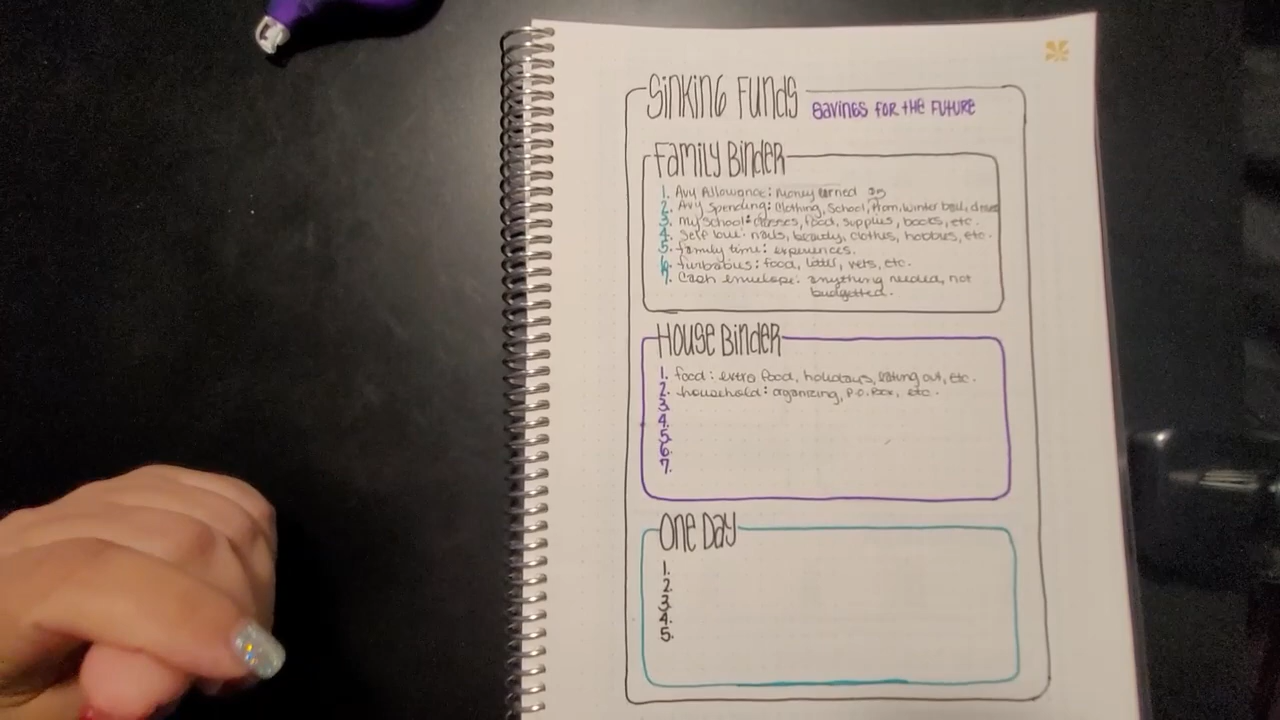 Sinking Funds Savings for the Future
Family Binder
1. Avy Allowance: Money earned
2. Avy Spending: Clothing, School, Prom, Winter ball, dress
3. My School: classes, food, supplies, books, etc.
4. Self love: nails, beauty, clothes, hobbies, etc.
5. family time: experiences.
6. furbabies: food, litter, vets, etc.
7. Cash envelope: anything needed, not
budgetted.
House Binder
1. food: extra food, holidays, eating out, etc.
2. household: organizing, P.O. Box, etc.
3.
4.
5.
6.
7.
One Day
1.
2.
3.
4.
5.